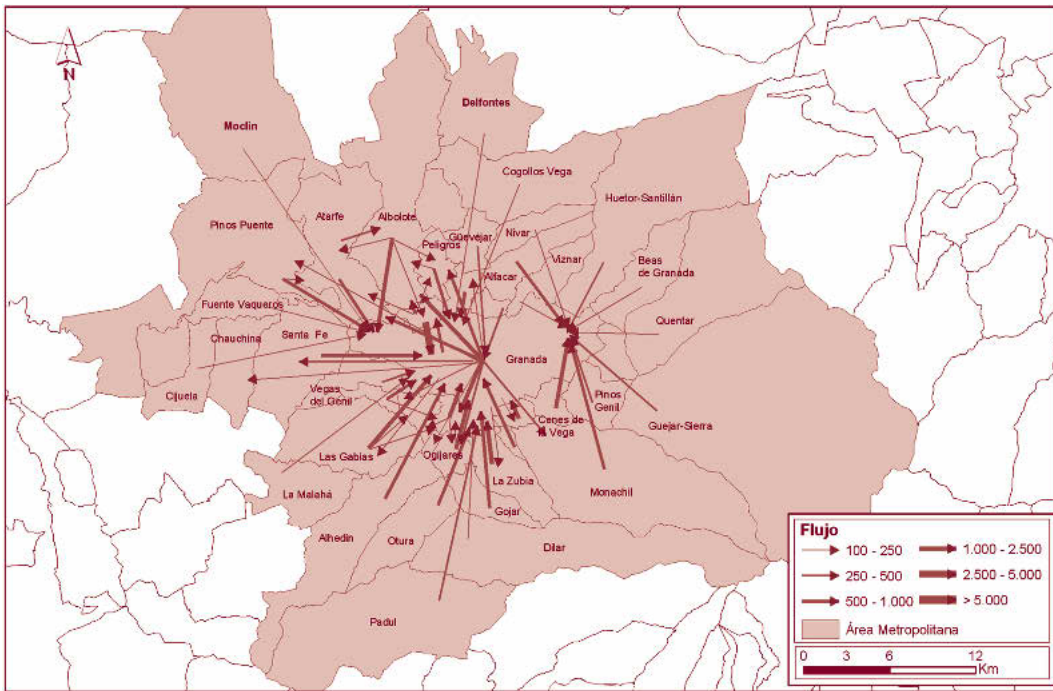 N
Moclin
Delfontes
Cogollos Vega
Huetor-Santillán
Pinos Puente
Atarfe
Albolote
Peligros
Güevéjar
Nívar
Viznar
Beas
de Granada
Alfacar
Fuente Vaqueros
Quentar
Chauchina
Santa Fe
Granada
Cijuela
Vegas
del Genil
Pinos
Genil
Cenes de
la Vega
Guejar-Sierra
Las Gabias
Ogijares
La Zubia
Monachil
La Malahá
Gojar
Alhedin
Otura
Dilar
Padul
Flujo
100 - 250
1.000 - 2.500
250 - 500
2.500 - 5.000
500 - 1.000
> 5.000
Área Metropolitana
0 3 6 12
Km